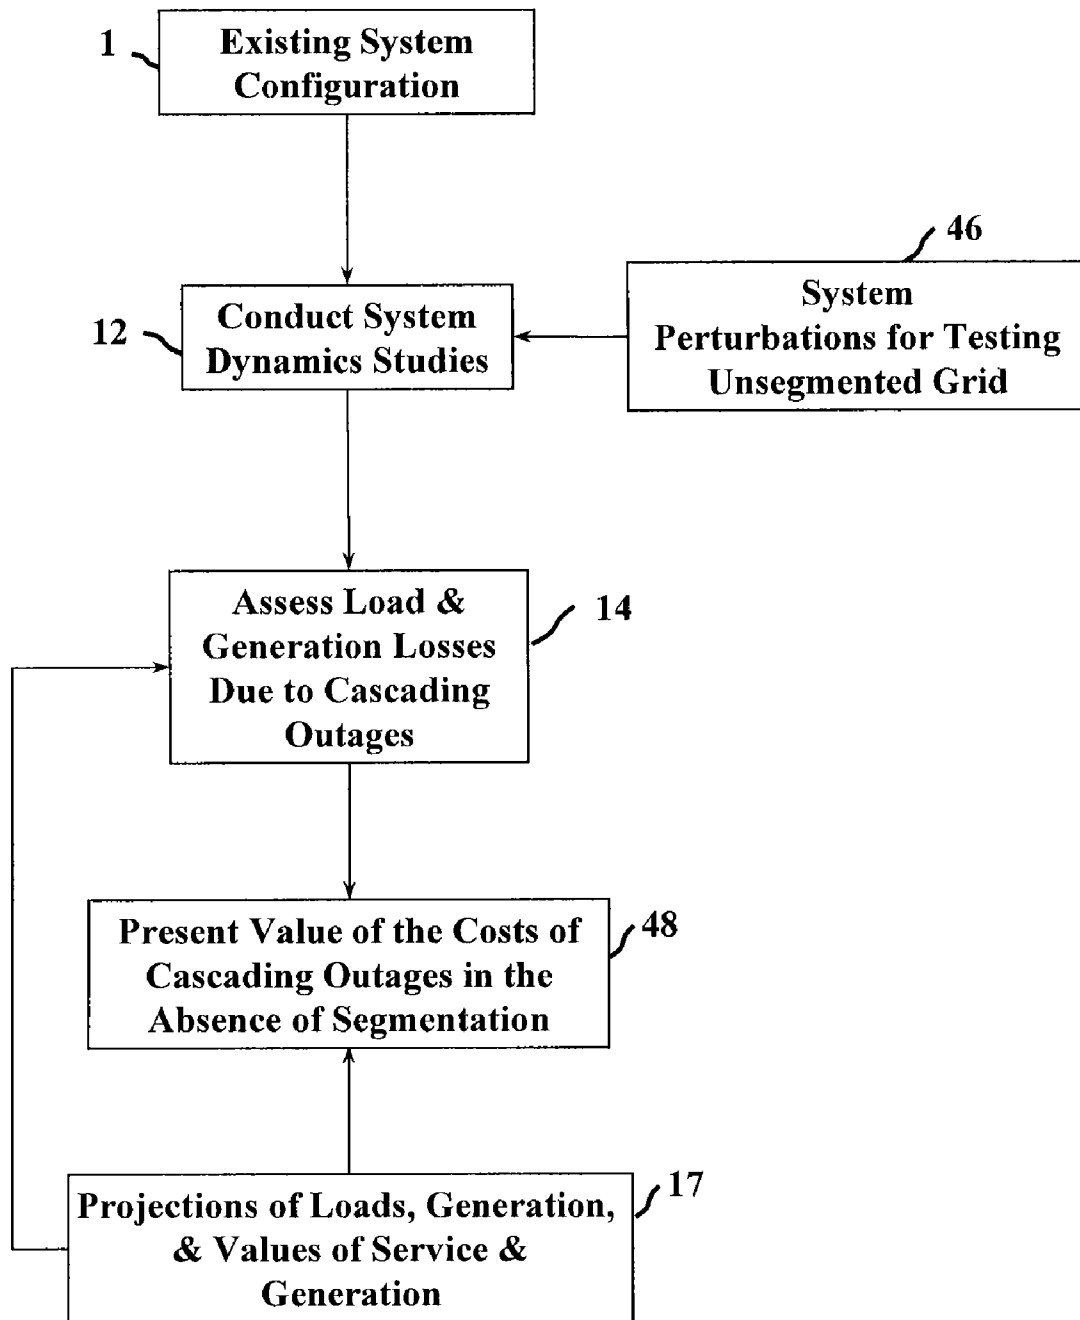 1
Existing System
Configuration
46
System
Perturbations for Testing
Unsegmented Grid
12
Conduct System
Dynamics Studies
Assess Load &
Generation Losses
Due to Cascading
Outages
14
Present Value of the Costs of
Cascading Outages in the
Absence of Segmentation
48
Projections of Loads, Generation,
& Values of Service &
Generation
17